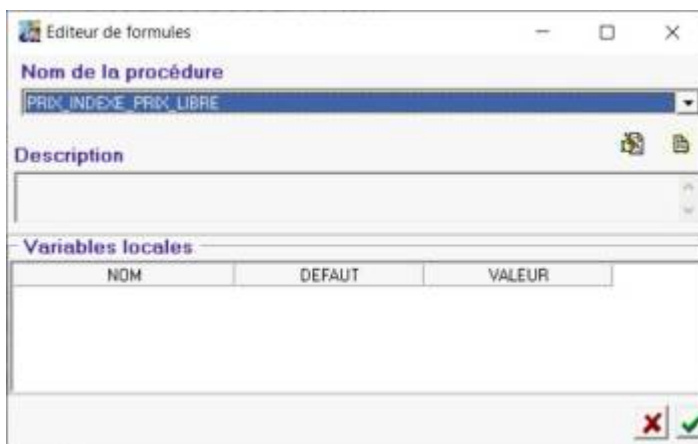 Editeur de formules
Nom de la procédure
PRIX_INDEXE_PRIX_LIBRE
Description
Variables locales
NOM DEFAUT VALEUR